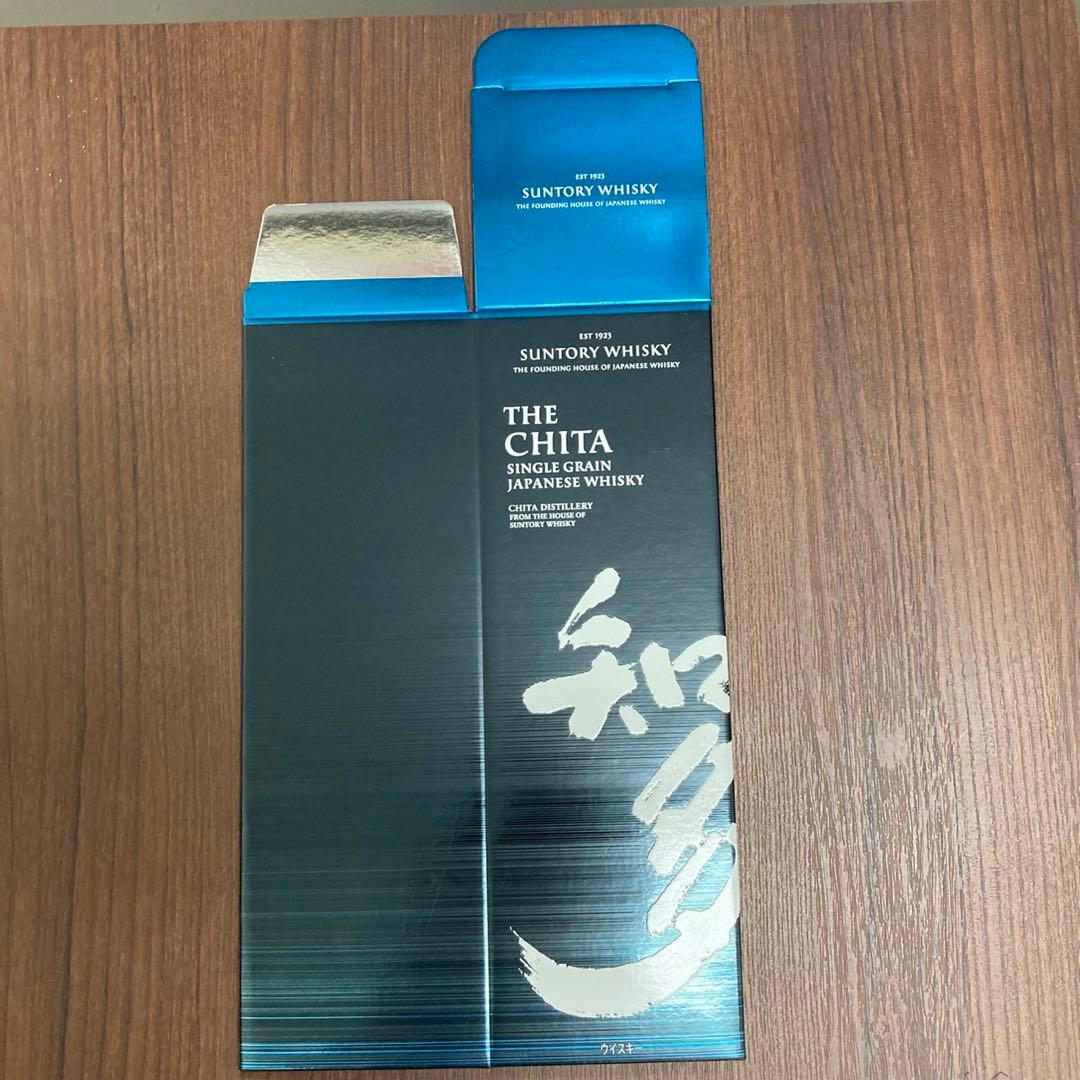 EST 1923
SUNTORY WHISKY
THE FOUNDING HOUSE OF JAPANESE WHISKY
EST 1923
SUNTORY WHISKY
THE FOUNDING HOUSE OF JAPANESE WHISKY
THE
CHITA
SINGLE GRAIN
JAPANESE WHISKY
CHITA DISTILLERY
FROM THE HOUSE OF
SUNTORY WHISKY
知
多
ウイスキー